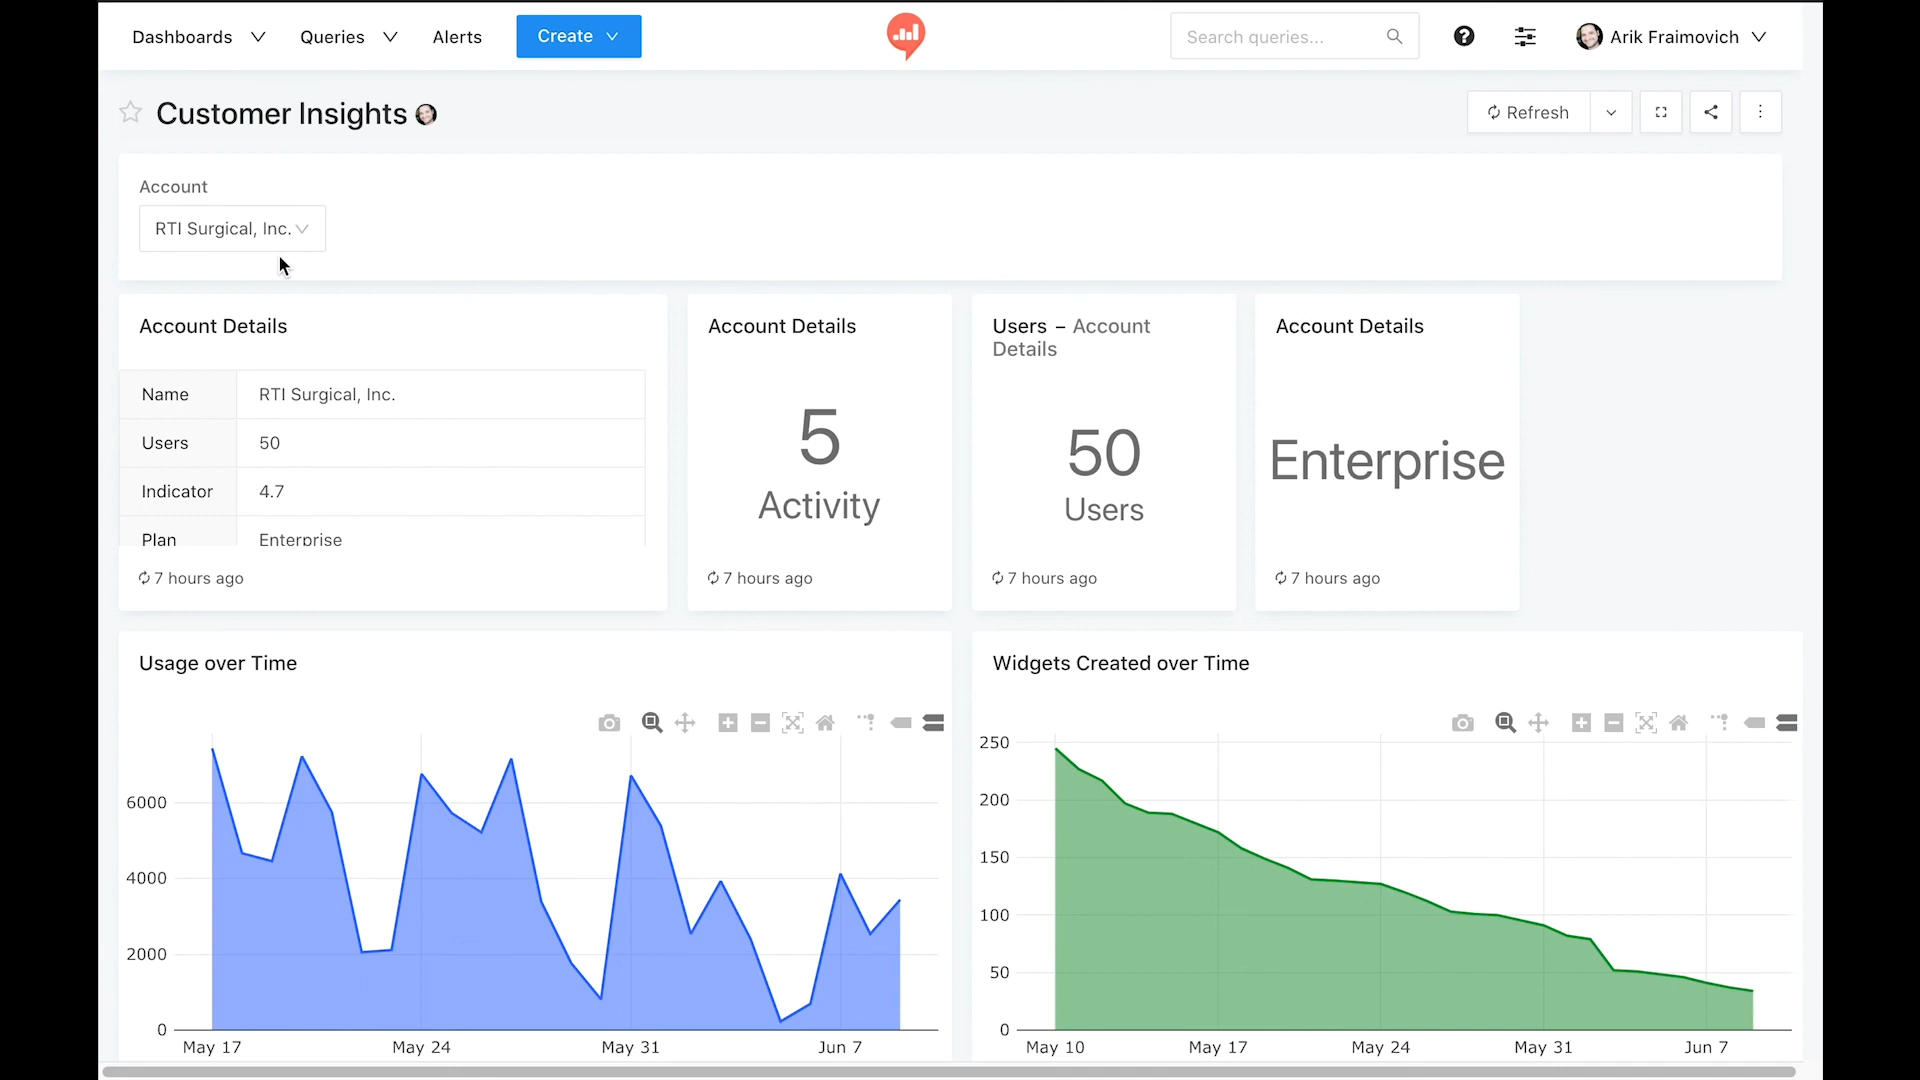 Dashboards
Queries
Alerts
Create
Search queries...
Arik Fraimovich
Customer Insights
Refresh
Account
RTI Surgical, Inc.
Account Details
Name RTI Surgical, Inc.
Users 50
Indicator 4.7
Plan Enterprise
7 hours ago
Account Details
5
Activity
7 hours ago
Users – Account
Details
50
Users
7 hours ago
Account Details
Enterprise
7 hours ago
Usage over Time
6000
4000
2000
0
May 17 May 24 May 31 Jun 7
Widgets Created over Time
250
200
150
100
50
0
May 10 May 17 May 24 May 31 Jun 7